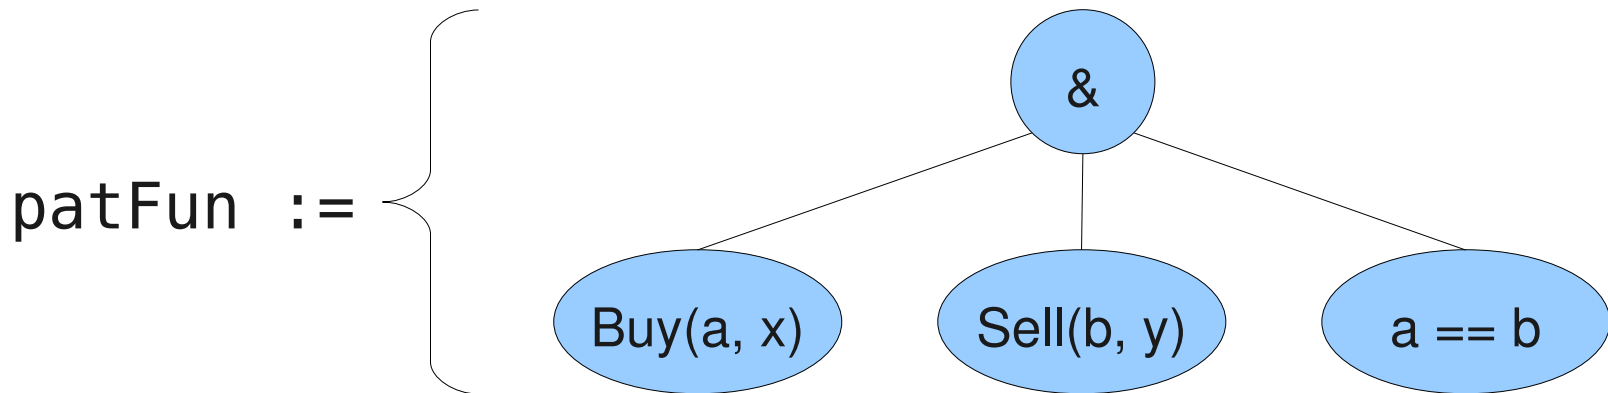 &
patFun :=
Buy(a, x)
Sell(b, y)
a == b